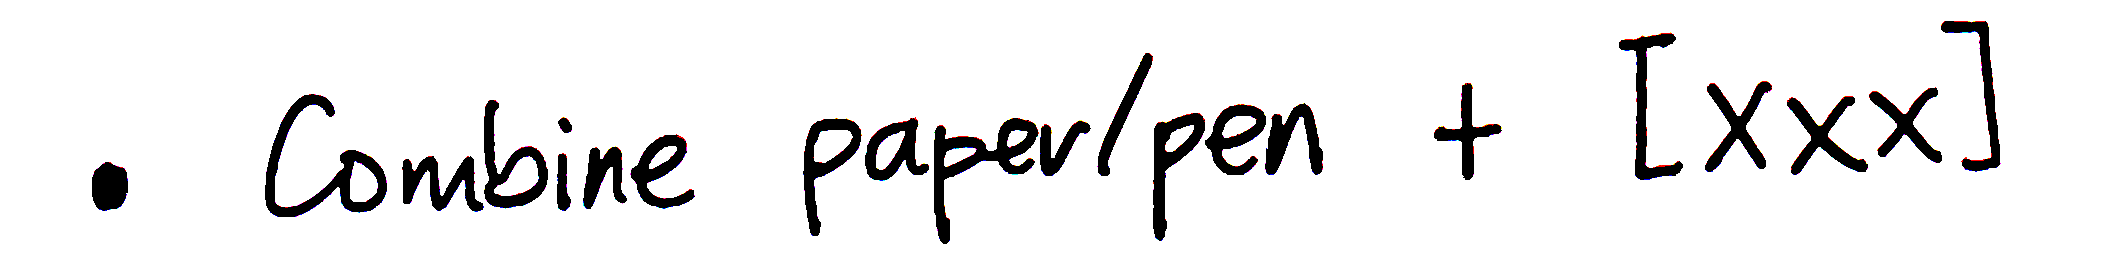 • Combine paper/pen + [xxx]